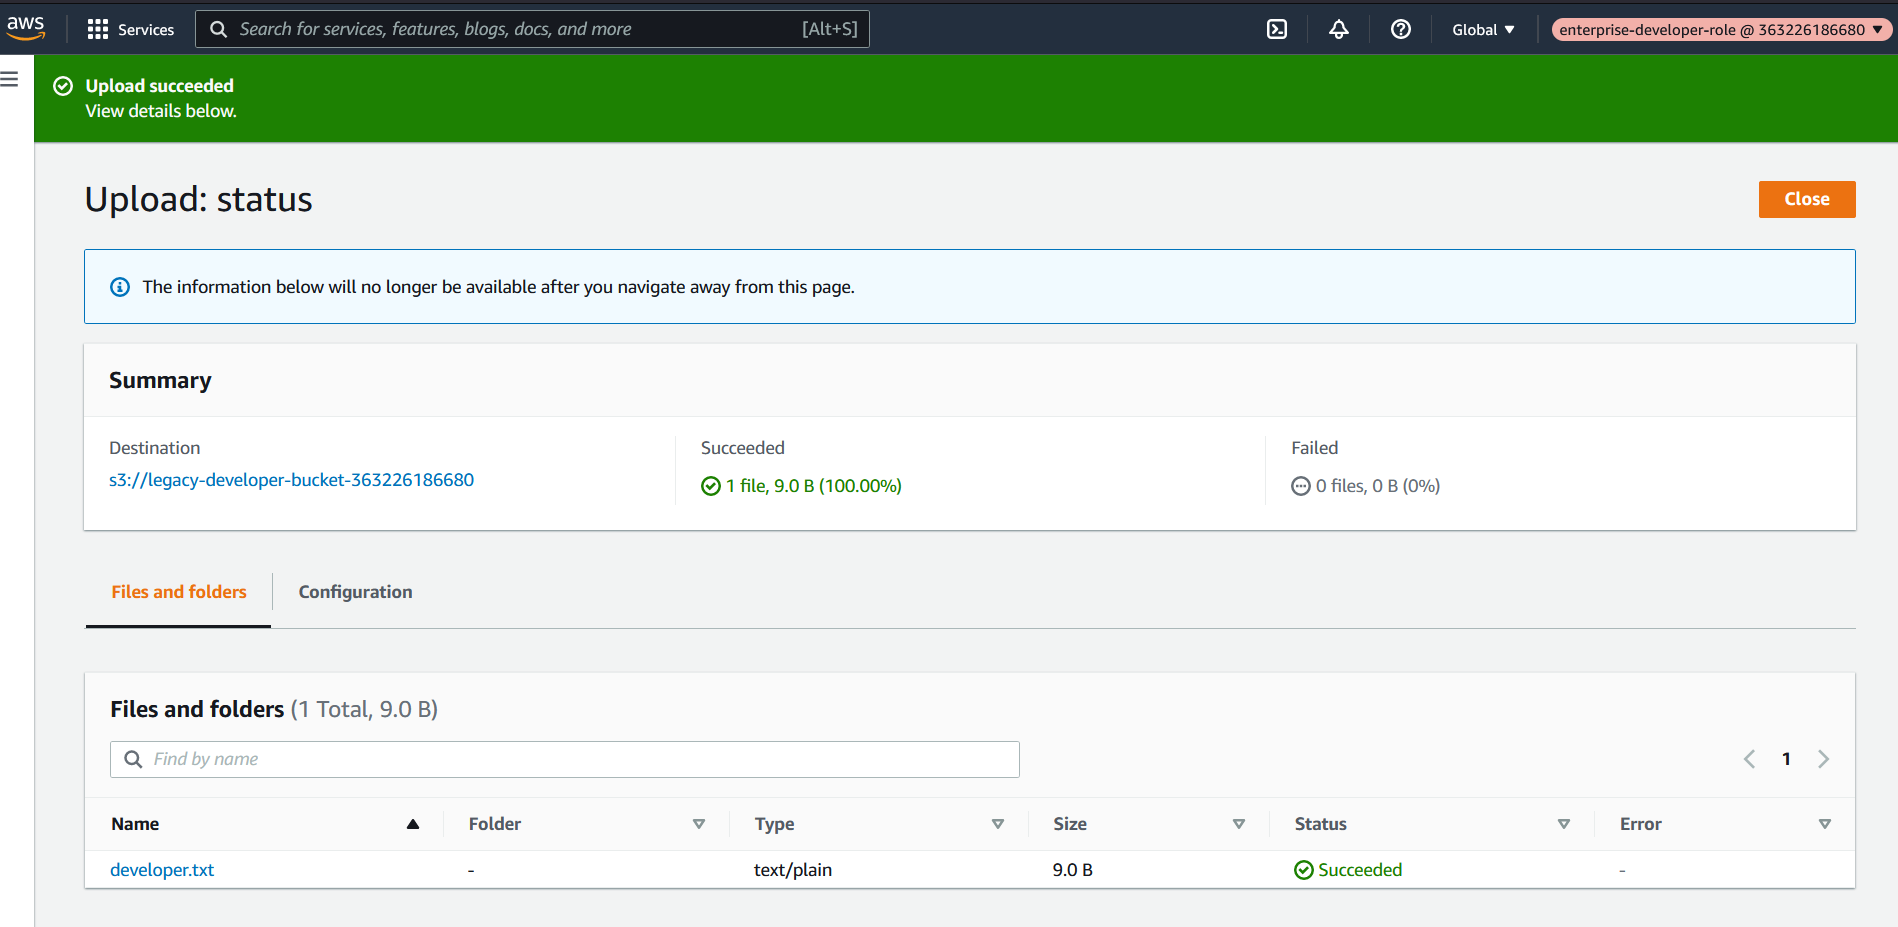 aws Services Search for services, features, blogs, docs, and more [Alt+S] Global enterprise-developer-role @ 363226186680
Upload succeeded
View details below.
Upload: status
Close
The information below will no longer be available after you navigate away from this page.
Summary
Destination Succeeded Failed
s3://legacy-developer-bucket-363226186680 1 file, 9.0 B (100.00%) 0 files, 0 B (0%)
Files and folders Configuration
Files and folders (1 Total, 9.0 B)
Find by name 1
Name Folder Type Size Status Error
developer.txt - text/plain 9.0 B Succeeded -